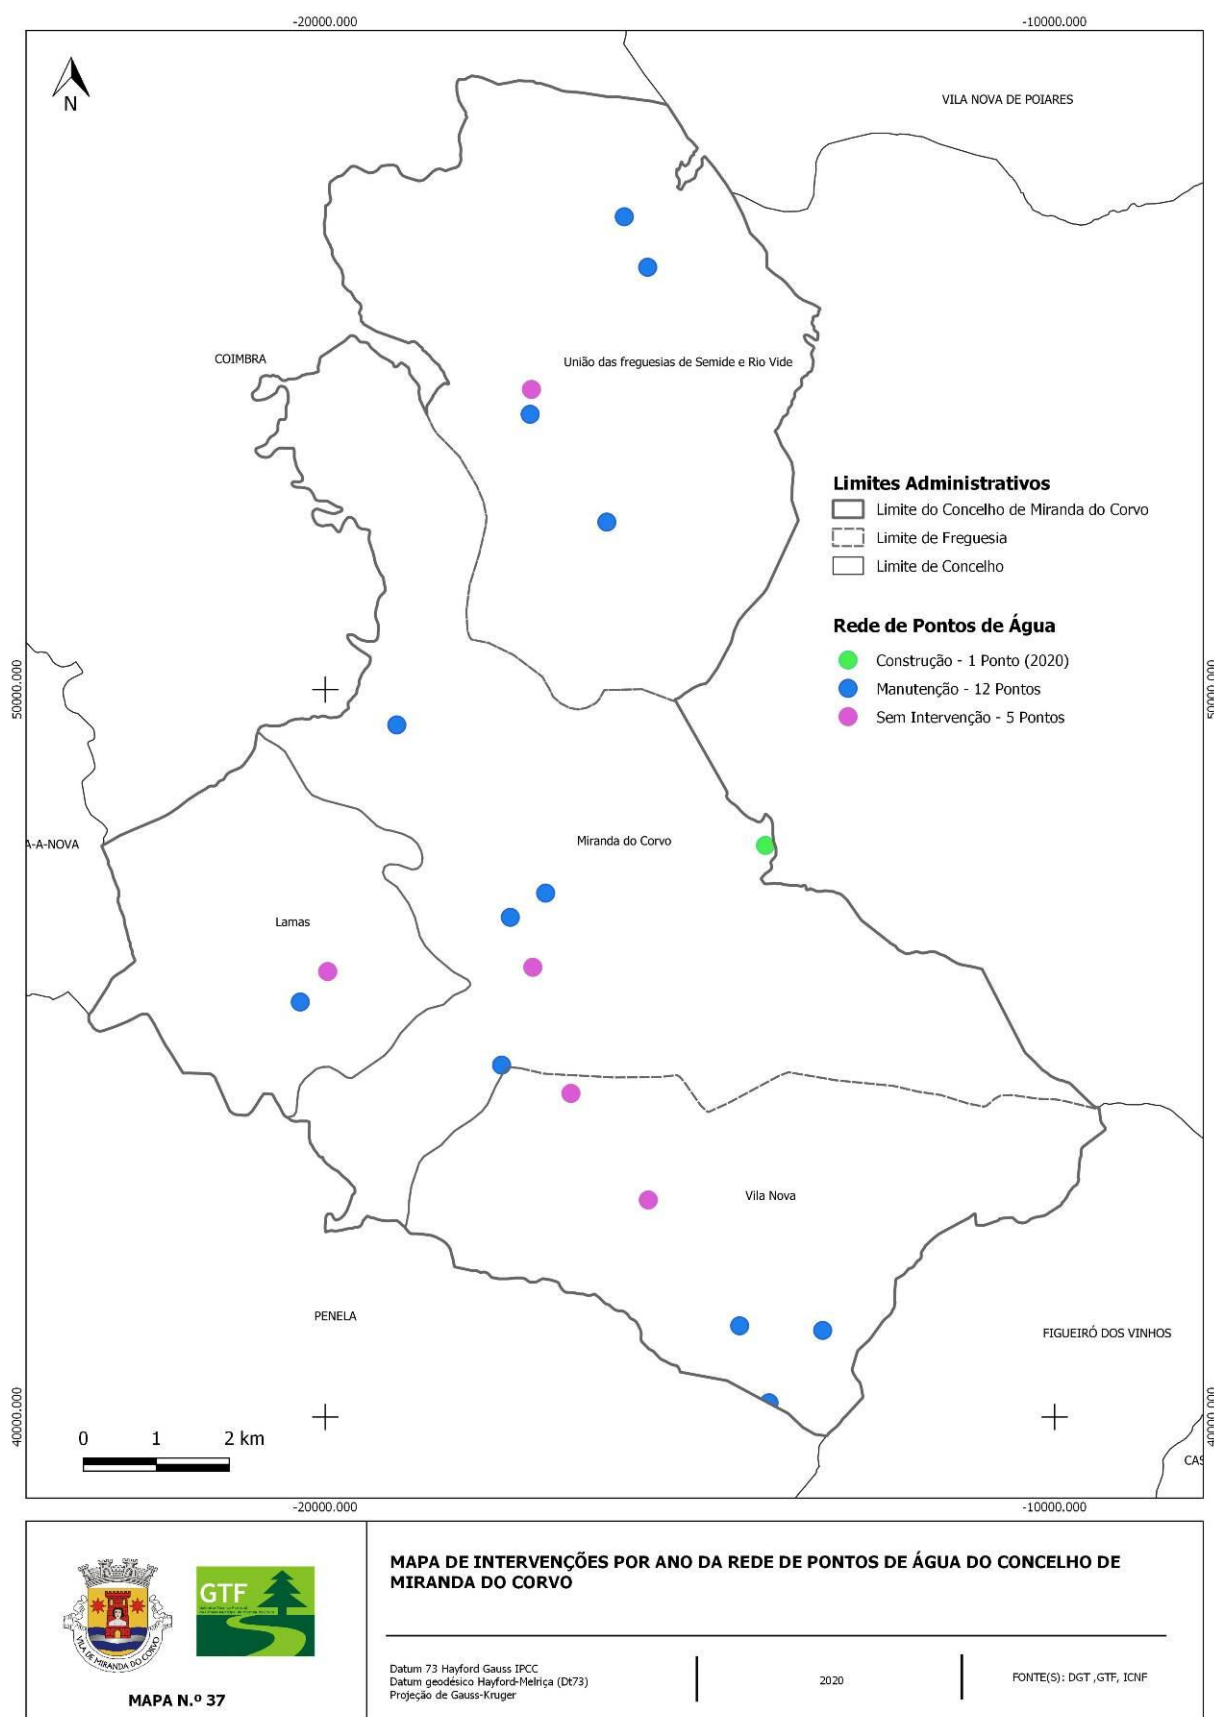 -20000.000
-10000.000
N
VILA NOVA DE POIARES
COIMBRA
União das freguesias de Semide e Rio Vide
Limites Administrativos
Limite do Concelho de Miranda do Corvo
Limite de Freguesia
Limite de Concelho
Rede de Pontos de Água
Construção - 1 Ponto (2020)
Manutenção - 12 Pontos
Sem Intervenção - 5 Pontos
50000.000
50000.000
A-A-NOVA
Miranda do Corvo
Lamas
Vila Nova
PENELA
FIGUEIRÓ DOS VINHOS
40000.000
40000.000
0 1 2 km
CAS
-20000.000
-10000.000
GTF
VILA DE MIRANDA DO CORVO
MAPA N.º 37
MAPA DE INTERVENÇÕES POR ANO DA REDE DE PONTOS DE ÁGUA DO CONCELHO DE
MIRANDA DO CORVO
Datum 73 Hayford Gauss IPCC
Datum geodésico Hayford-Melriça (Dt73)
Projeção de Gauss-Kruger
2020
FONTE(S): DGT ,GTF, ICNF